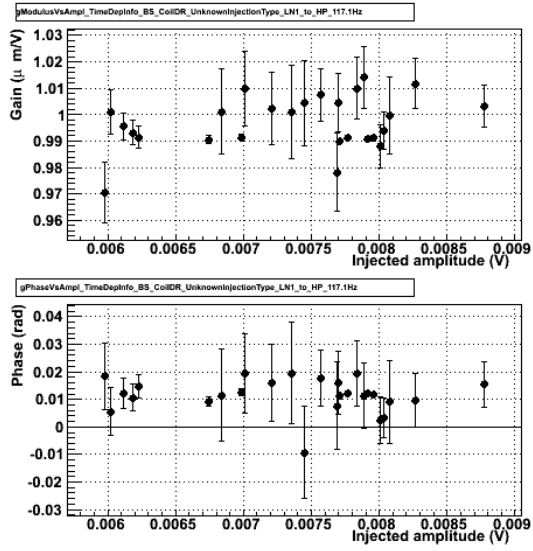 gModulusVsAmpl_TimeDepInfo_BS_CoilDR_UnknownInjectionType_LN1_to_HP_117.1Hz
Gain (μ m/V)
1.03
1.02
1.01
1
0.99
0.98
0.97
0.96
0.006 0.0065 0.007 0.0075 0.008 0.0085 0.009
Injected amplitude (V)
gPhaseVsAmpl_TimeDepInfo_BS_CoilDR_UnknownInjectionType_LN1_to_HP_117.1Hz
Phase (rad)
0.04
0.03
0.02
0.01
0
-0.01
-0.02
-0.03
0.006 0.0065 0.007 0.0075 0.008 0.0085 0.009
Injected amplitude (V)